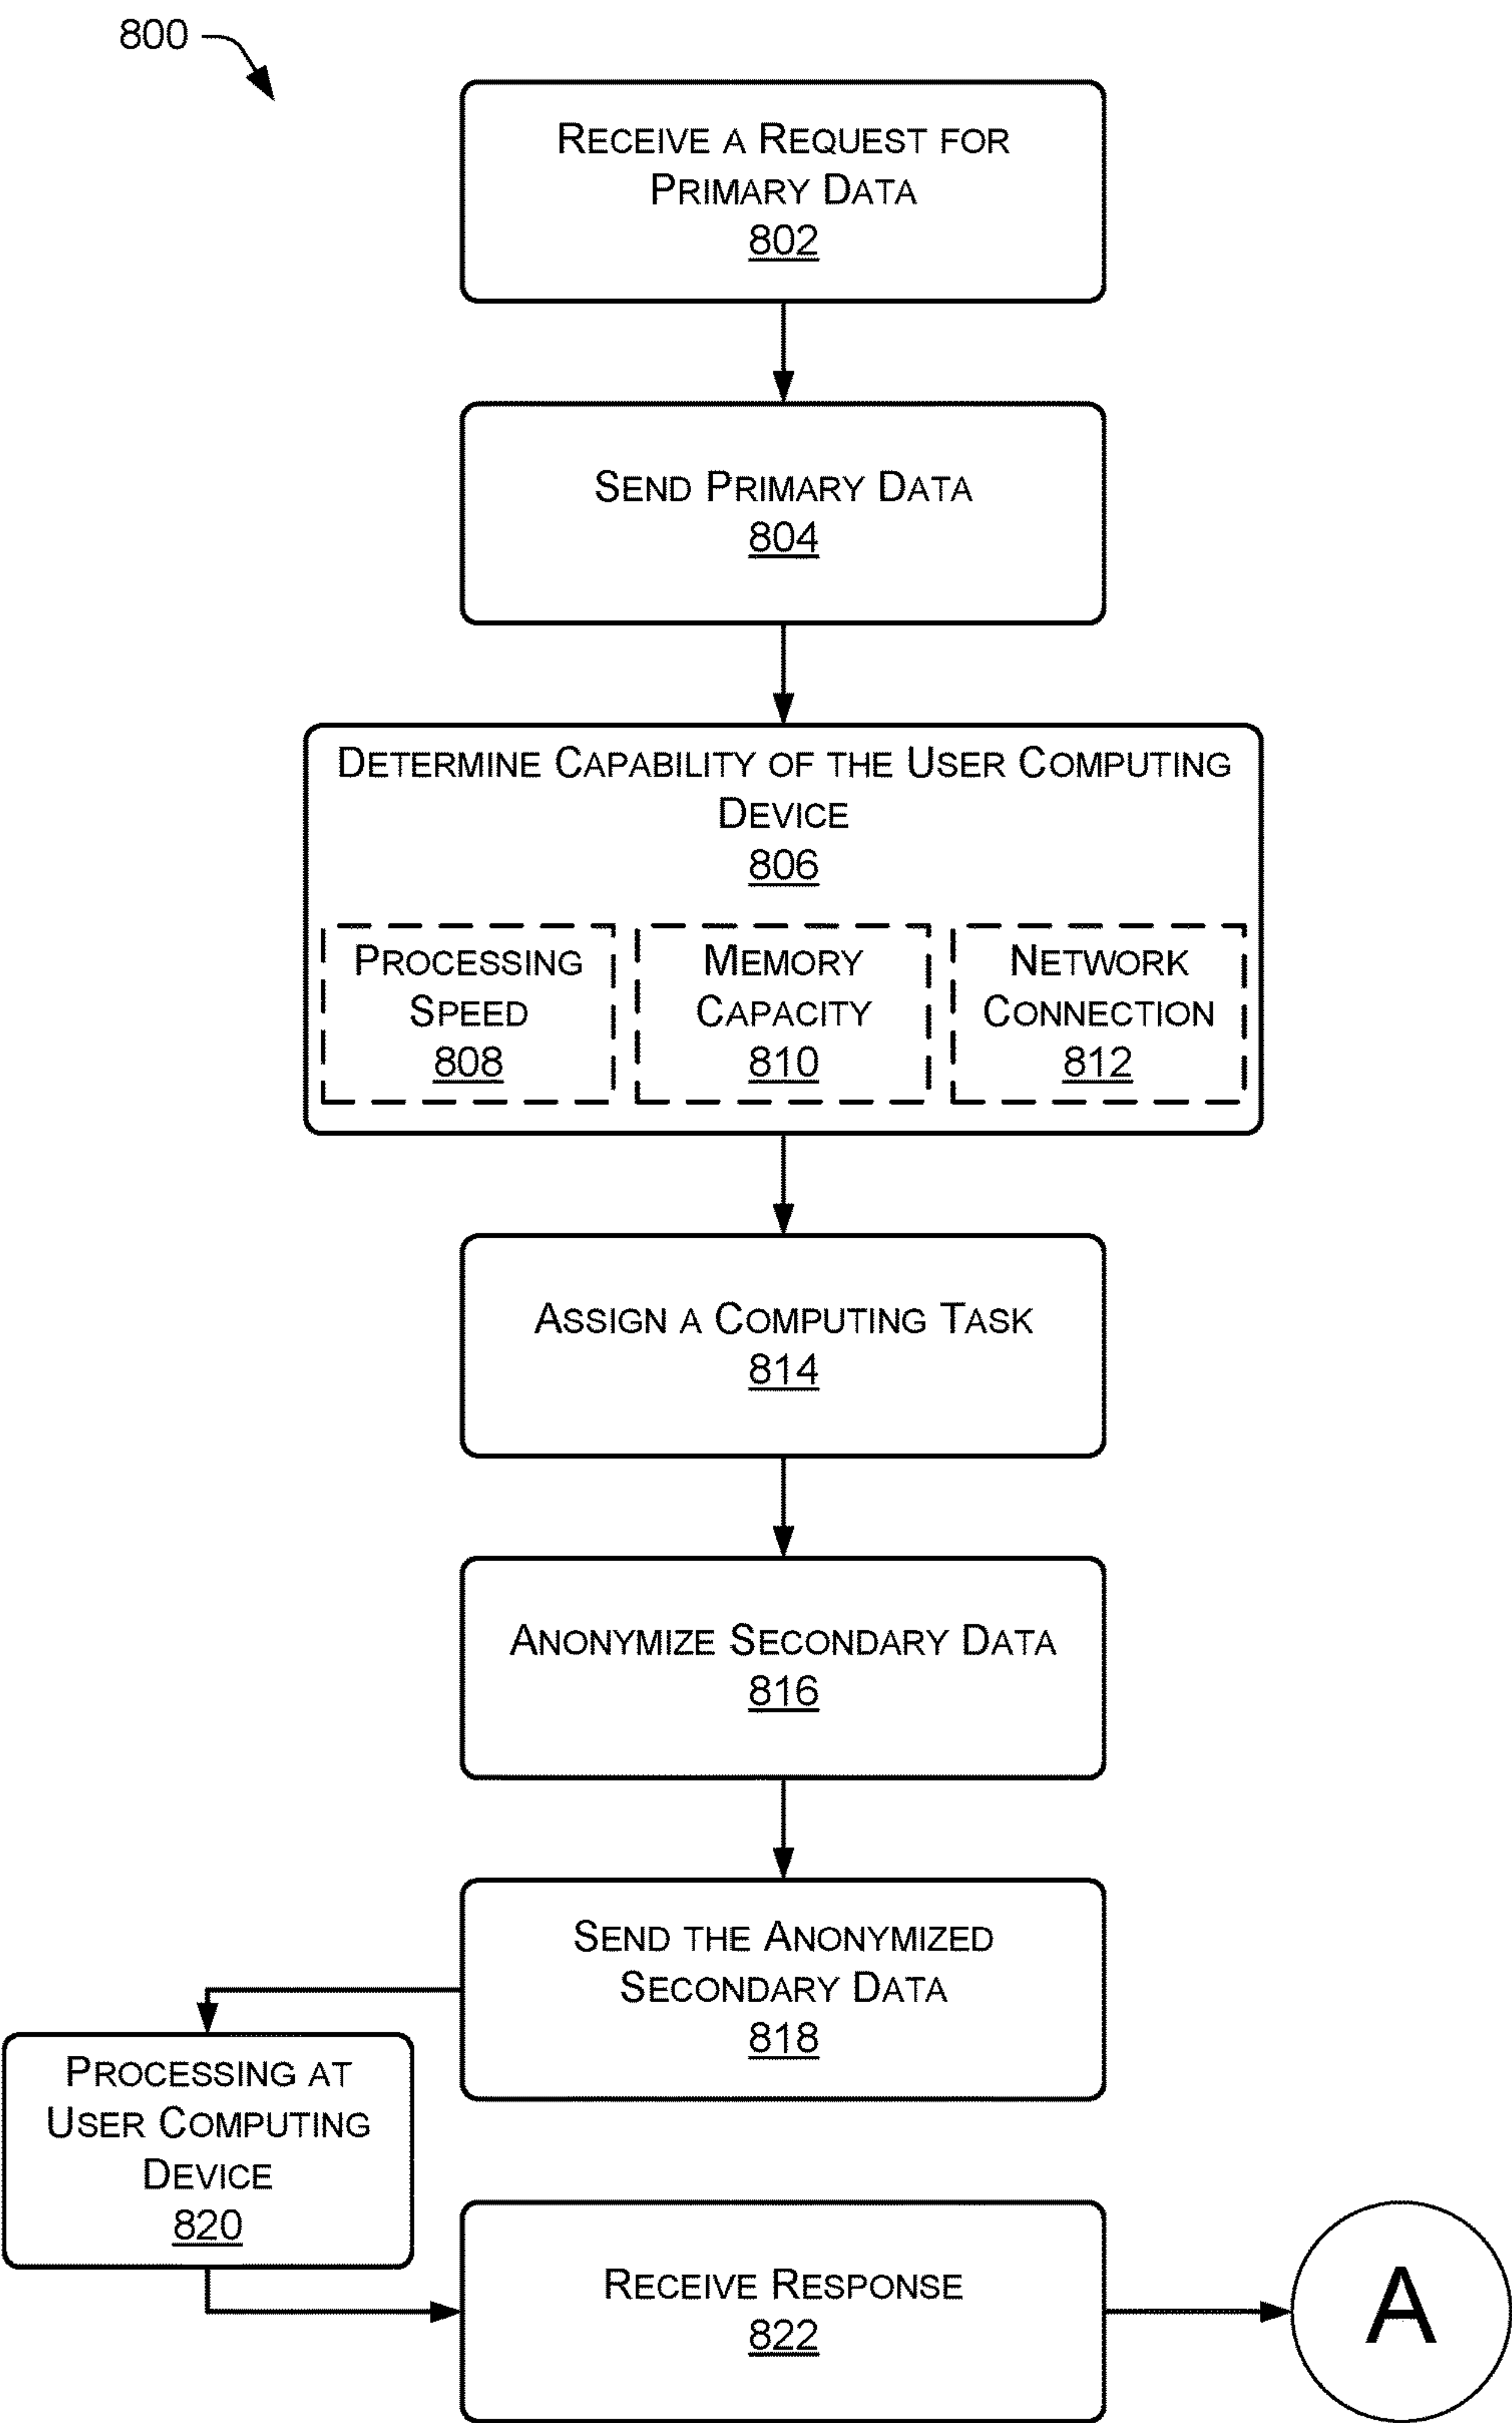 800
RECEIVE A REQUEST FOR
PRIMARY DATA
802
SEND PRIMARY DATA
804
DETERMINE CAPABILITY OF THE USER COMPUTING
DEVICE
806
PROCESSING
SPEED
808
MEMORY
CAPACITY
810
NETWORK
CONNECTION
812
ASSIGN A COMPUTING TASK
814
ANONYMIZE SECONDARY DATA
816
SEND THE ANONYMIZED
SECONDARY DATA
818
PROCESSING AT
USER COMPUTING
DEVICE
820
RECEIVE RESPONSE
822
A